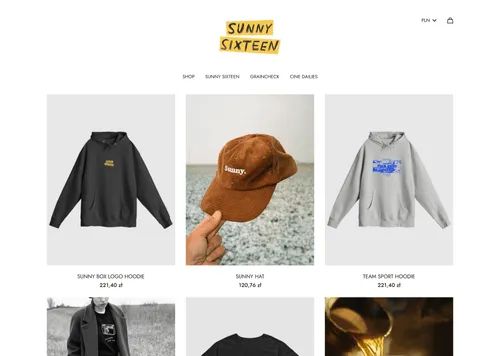 SUNNY
SIXTEEN
PLN
SHOP SUNNY SIXTEEN GRAINCHECK CINE DAILIES
Sunny.
SUNNY BOX LOGO HOODIE
221,40 zł
SUNNY HAT
120,76 zł
TEAM SPORT HOODIE
221,40 zł